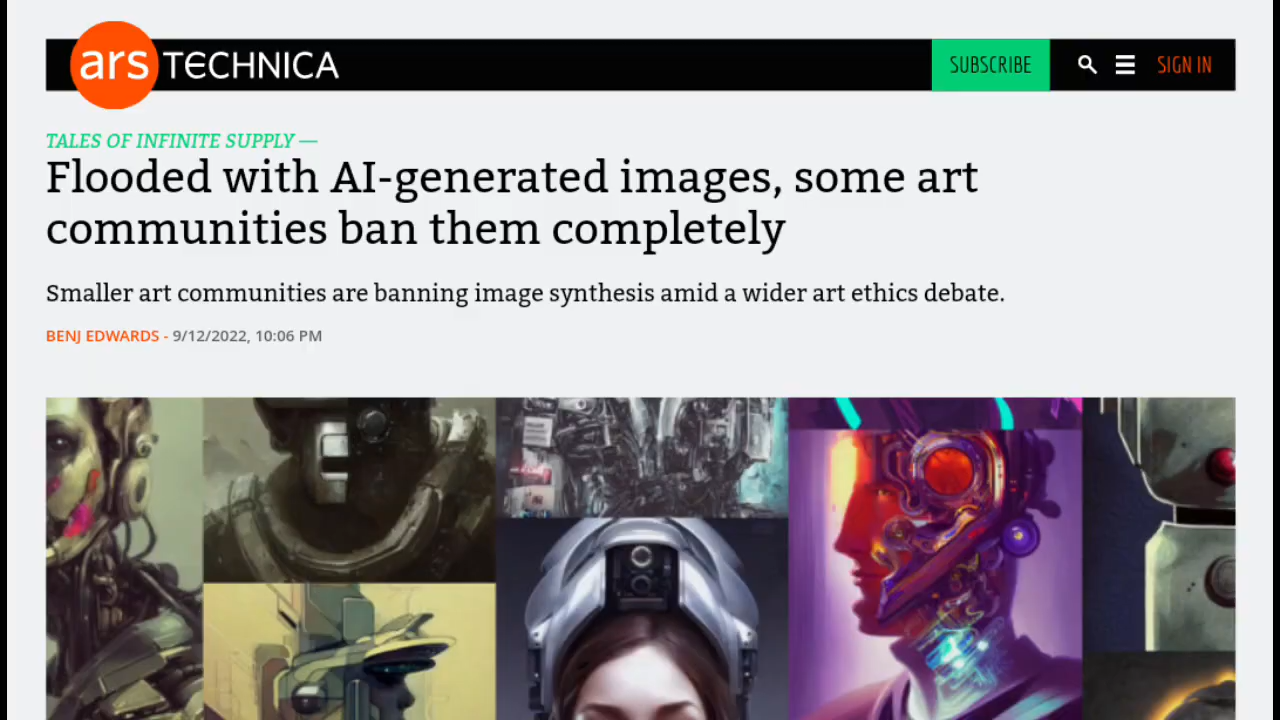 ars TECHNICA
SUBSCRIBE
SIGN IN
TALES OF INFINITE SUPPLY —
Flooded with AI-generated images, some art
communities ban them completely
Smaller art communities are banning image synthesis amid a wider art ethics debate.
BENJ EDWARDS - 9/12/2022, 10:06 PM